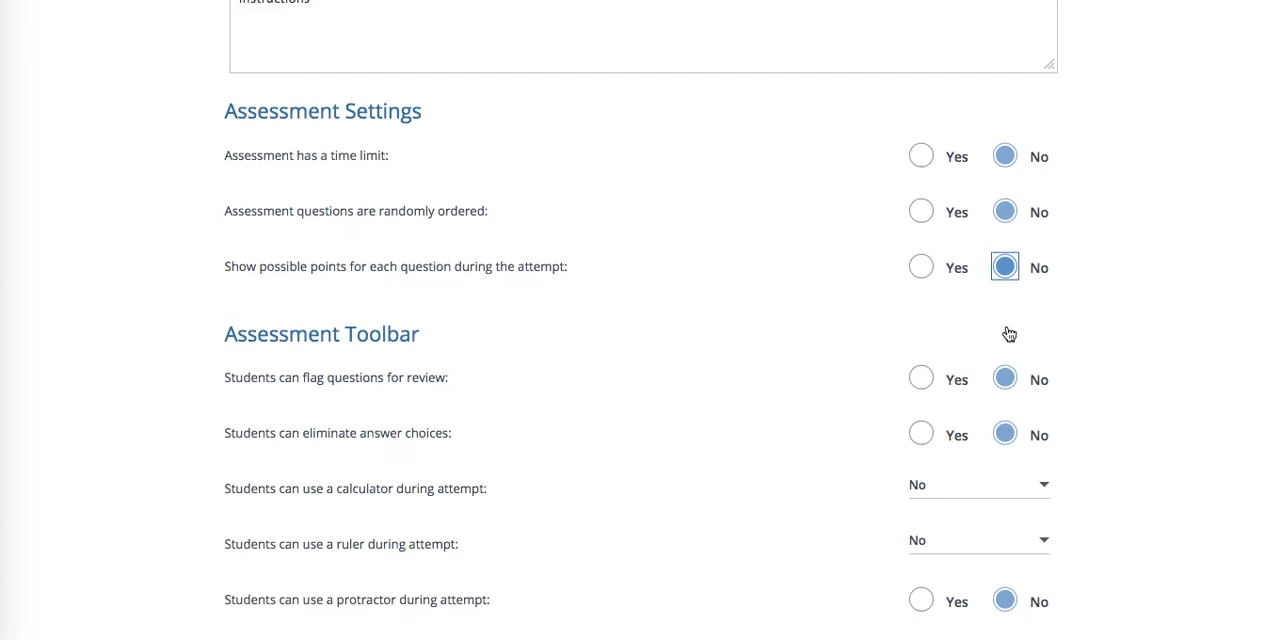 instructions
Assessment Settings
Assessment has a time limit: Yes No
Assessment questions are randomly ordered: Yes No
Show possible points for each question during the attempt: Yes No
Assessment Toolbar
Students can flag questions for review: Yes No
Students can eliminate answer choices: Yes No
Students can use a calculator during attempt: No
Students can use a ruler during attempt: No
Students can use a protractor during attempt: Yes No